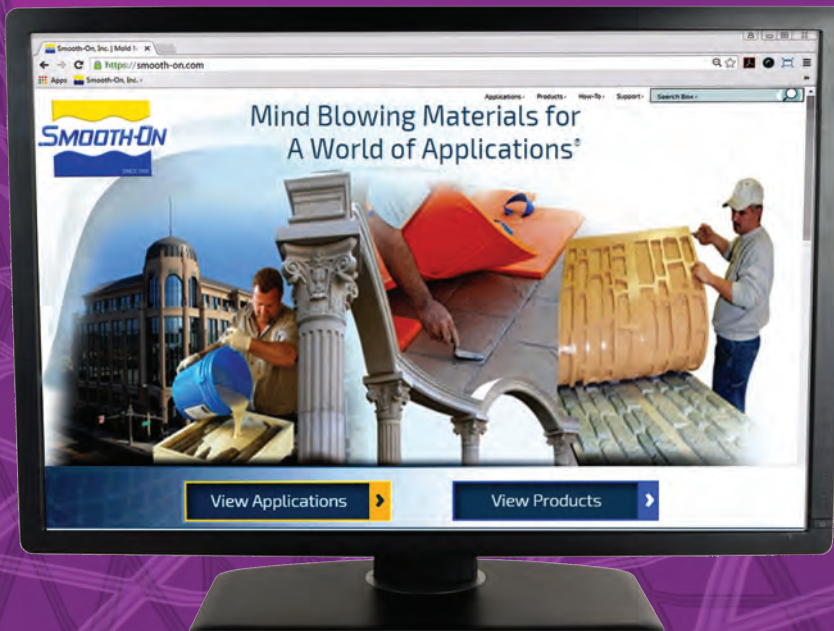 Smooth-On, Inc. | Mold
https://smooth-on.com
Apps Smooth-On, Inc.
Applications Products How-To Support Search Box
SMOOTH-ON
Mind Blowing Materials for
A World of Applications®
View Applications
View Products